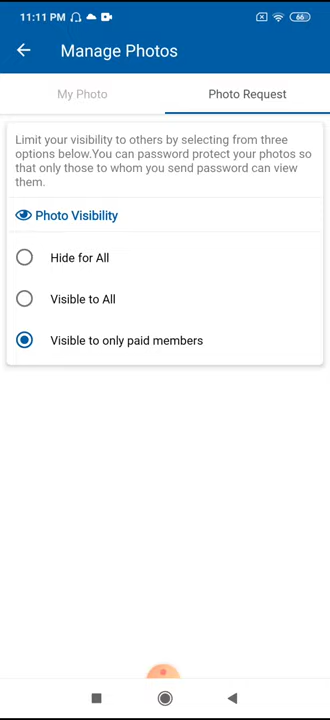 11:11 PM
66
Manage Photos
My Photo
Photo Request
Limit your visibility to others by selecting from three
options below.You can password protect your photos so
that only those to whom you send password can view
them.
Photo Visibility
Hide for All
Visible to All
Visible to only paid members